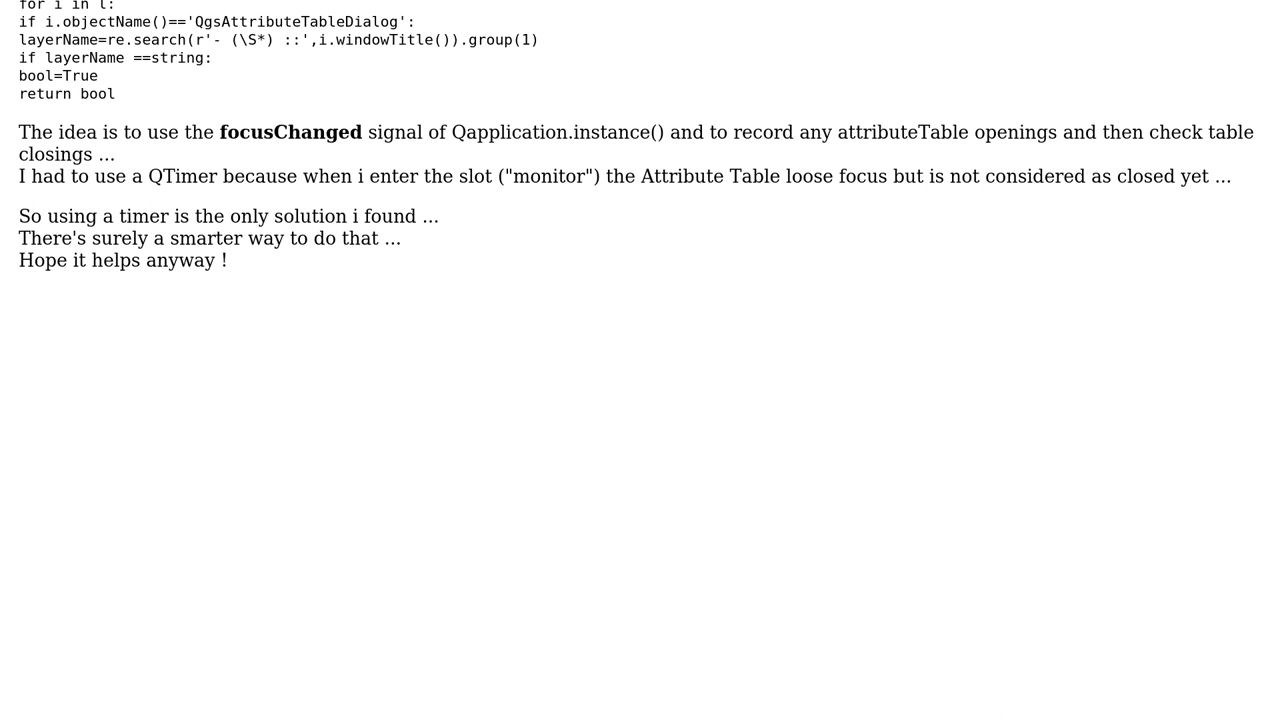 for i in l:
if i.objectName()=='QgsAttributeTableDialog':
layerName=re.search(r'- (\S*) ::',i.windowTitle()).group(1)
if layerName ==string:
bool=True
return bool
The idea is to use the focusChanged signal of Qapplication.instance() and to record any attributeTable openings and then check table
closings ...
I had to use a QTimer because when i enter the slot ("monitor") the Attribute Table loose focus but is not considered as closed yet ...
So using a timer is the only solution i found ...
There's surely a smarter way to do that ...
Hope it helps anyway !